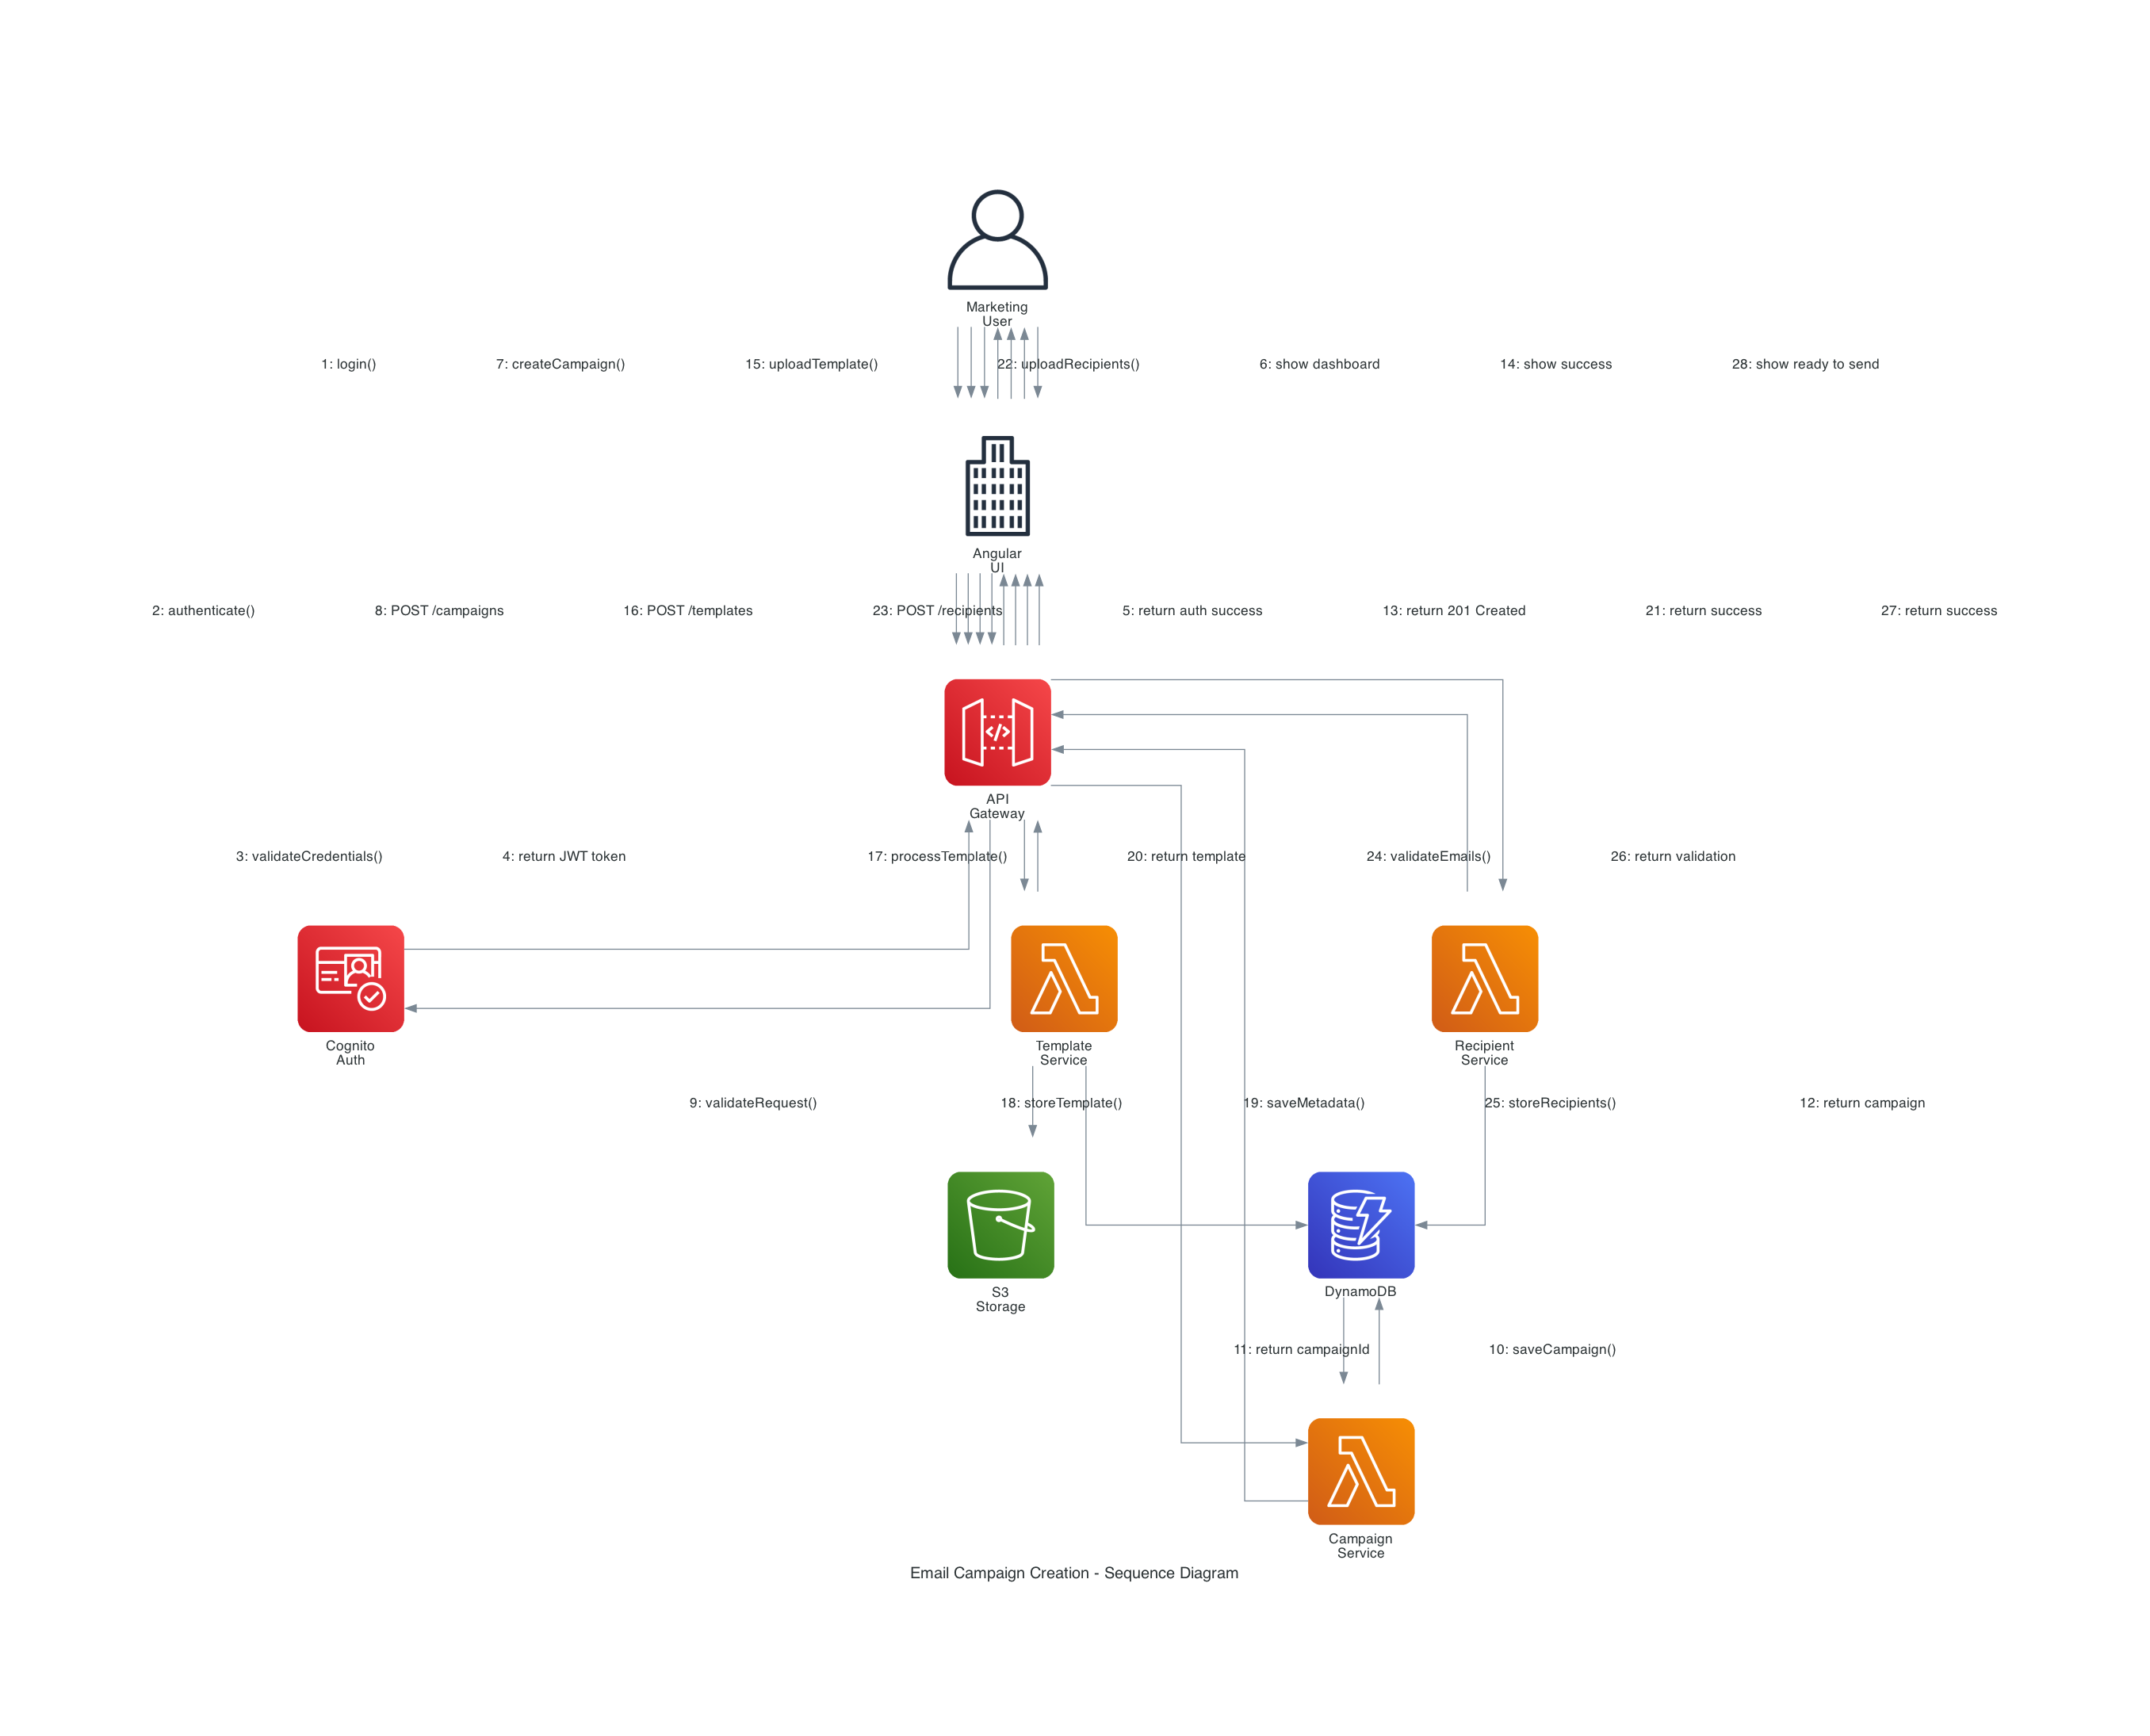 Marketing
User
1: login()
7: createCampaign()
15: uploadTemplate()
22: uploadRecipients()
6: show dashboard
14: show success
28: show ready to send
Angular
UI
2: authenticate()
8: POST /campaigns
16: POST /templates
23: POST /recipients
5: return auth success
13: return 201 Created
21: return success
27: return success
API
Gateway
3: validateCredentials()
4: return JWT token
17: processTemplate()
20: return template
24: validateEmails()
26: return validation
Cognito
Auth
Template
Service
Recipient
Service
9: validateRequest()
18: storeTemplate()
19: saveMetadata()
25: storeRecipients()
12: return campaign
S3
Storage
DynamoDB
11: return campaignId
10: saveCampaign()
Campaign
Service
Email Campaign Creation - Sequence Diagram